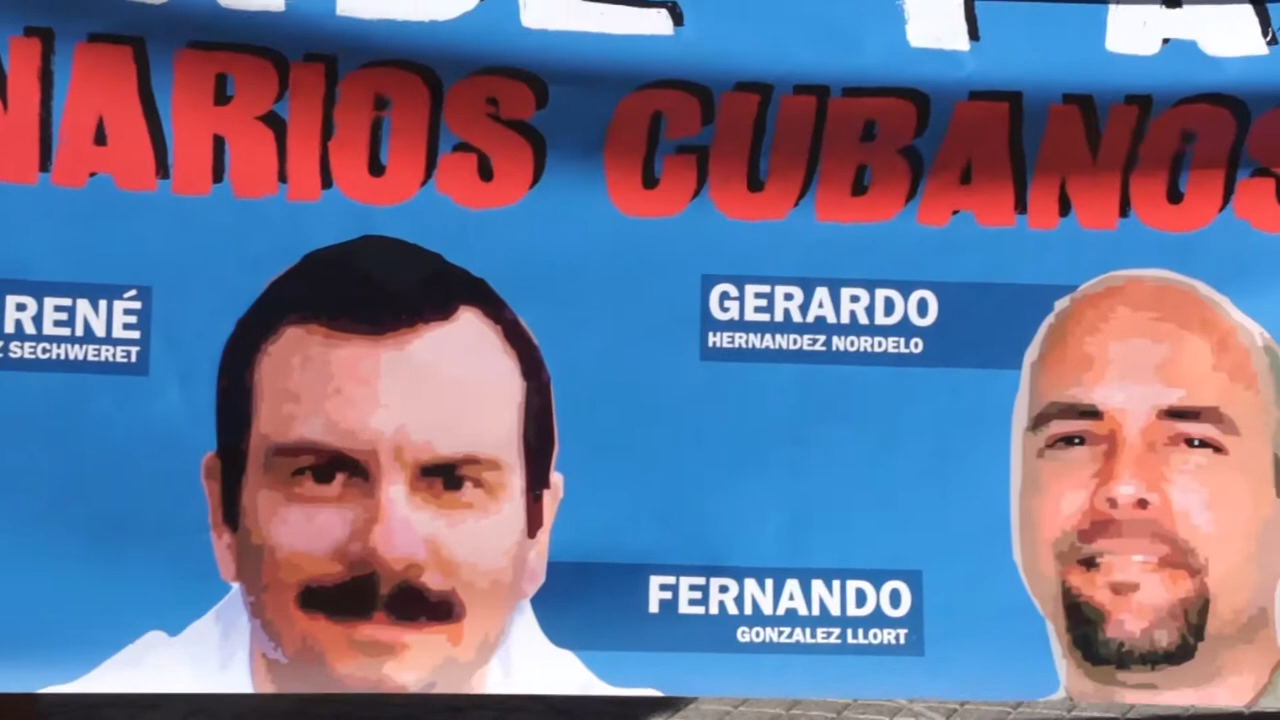 NARIOS CUBANOS
RENÉ
Z SECHWERET
GERARDO
HERNANDEZ NORDELO
FERNANDO
GONZALEZ LLORT